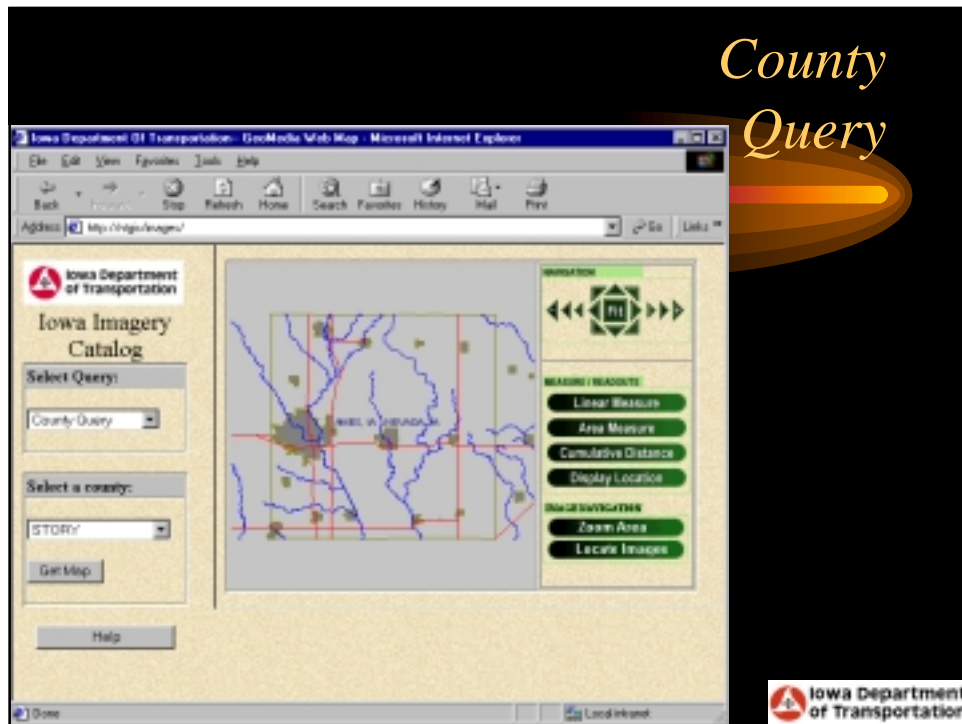 County
Query
Iowa Department Of Transportation - GeoMedia Web Map - Microsoft Internet Explorer
File Edit View Favorites Tools Help
Back Forward Stop Refresh Home Search Favorites History Mail Print
Address Go Links
Iowa Department
of Transportation
Iowa Imagery
Catalog
Select Query:
County Query
Select a county:
STORY
Get Map
Help
NAVIGATION
Fit
MEASURE / READOUTS
Linear Measure
Area Measure
Cumulative Distance
Display Location
IMAGE NAVIGATION
Zoom Area
Locate Images
Done
Local intranet
Iowa Department
of Transportation